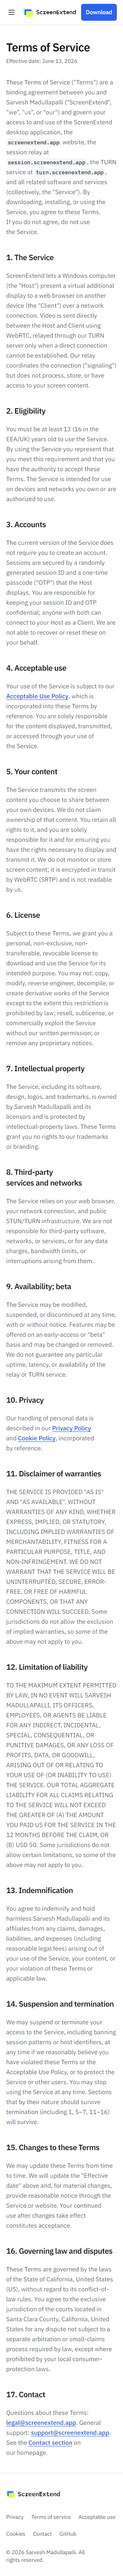 ScreenExtend
Download
Terms of Service
Effective date: June 13, 2026
These Terms of Service ("Terms") are a
binding agreement between you and
Sarvesh Madullapalli ("ScreenExtend",
"we", "us", or "our") and govern your
access to and use of the ScreenExtend
desktop application, the
screenextend.app website, the
session relay at
session.screenextend.app, the TURN
service at turn.screenextend.app,
and all related software and services
(collectively, the "Service"). By
downloading, installing, or using the
Service, you agree to these Terms.
If you do not agree, do not use
the Service.
1. The Service
ScreenExtend lets a Windows computer
(the "Host") present a virtual additional
display to a web browser on another
device (the "Client") over a network
connection. Video is sent directly
between the Host and Client using
WebRTC, relayed through our TURN
server only when a direct connection
cannot be established. Our relay
coordinates the connection ("signaling")
but does not process, store, or have
access to your screen content.
2. Eligibility
You must be at least 13 (16 in the
EEA/UK) years old to use the Service.
By using the Service you represent that
you meet this requirement and that you
have the authority to accept these
Terms. The Service is intended for use
on devices and networks you own or are
authorized to use.
3. Accounts
The current version of the Service does
not require you to create an account.
Sessions are secured by a randomly
generated session ID and a one-time
passcode ("OTP") that the Host
displays. You are responsible for
keeping your session ID and OTP
confidential; anyone with both can
connect to your Host as a Client. We are
not able to recover or reset these on
your behalf.
4. Acceptable use
Your use of the Service is subject to our
Acceptable Use Policy, which is
incorporated into these Terms by
reference. You are solely responsible
for the content displayed, transmitted,
or accessed through your use of
the Service.
5. Your content
The Service transmits the screen
content you choose to share between
your own devices. We do not claim
ownership of that content. You retain all
rights to it, and you are solely
responsible for it and for ensuring you
have the rights necessary to display and
transmit it. We do not monitor or store
screen content; it is encrypted in transit
by WebRTC (SRTP) and is not readable
by us.
6. License
Subject to these Terms, we grant you a
personal, non-exclusive, non-
transferable, revocable license to
download and use the Service for its
intended purpose. You may not: copy,
modify, reverse engineer, decompile, or
create derivative works of the Service
except to the extent this restriction is
prohibited by law; resell, sublicense, or
commercially exploit the Service
without our written permission; or
remove any proprietary notices.
7. Intellectual property
The Service, including its software,
design, logos, and trademarks, is owned
by Sarvesh Madullapalli and its
licensors and is protected by
intellectual-property laws. These Terms
grant you no rights to our trademarks
or branding.
8. Third-party
services and networks
The Service relies on your web browser,
your network connection, and public
STUN/TURN infrastructure. We are not
responsible for third-party software,
networks, or services, or for any data
charges, bandwidth limits, or
interruptions arising from them.
9. Availability; beta
The Service may be modified,
suspended, or discontinued at any time,
with or without notice. Features may be
offered on an early-access or "beta"
basis and may be changed or removed.
We do not guarantee any particular
uptime, latency, or availability of the
relay or TURN service.
10. Privacy
Our handling of personal data is
described in our Privacy Policy
and Cookie Policy, incorporated
by reference.
11. Disclaimer of warranties
THE SERVICE IS PROVIDED "AS IS"
AND "AS AVAILABLE", WITHOUT
WARRANTIES OF ANY KIND, WHETHER
EXPRESS, IMPLIED, OR STATUTORY,
INCLUDING IMPLIED WARRANTIES OF
MERCHANTABILITY, FITNESS FOR A
PARTICULAR PURPOSE, TITLE, AND
NON-INFRINGEMENT. WE DO NOT
WARRANT THAT THE SERVICE WILL BE
UNINTERRUPTED, SECURE, ERROR-
FREE, OR FREE OF HARMFUL
COMPONENTS, OR THAT ANY
CONNECTION WILL SUCCEED. Some
jurisdictions do not allow the exclusion
of implied warranties, so some of the
above may not apply to you.
12. Limitation of liability
TO THE MAXIMUM EXTENT PERMITTED
BY LAW, IN NO EVENT WILL SARVESH
MADULLAPALLI, ITS OFFICERS,
EMPLOYEES, OR AGENTS BE LIABLE
FOR ANY INDIRECT, INCIDENTAL,
SPECIAL, CONSEQUENTIAL, OR
PUNITIVE DAMAGES, OR ANY LOSS OF
PROFITS, DATA, OR GOODWILL,
ARISING OUT OF OR RELATING TO
YOUR USE OF (OR INABILITY TO USE)
THE SERVICE. OUR TOTAL AGGREGATE
LIABILITY FOR ALL CLAIMS RELATING
TO THE SERVICE WILL NOT EXCEED
THE GREATER OF (A) THE AMOUNT
YOU PAID US FOR THE SERVICE IN THE
12 MONTHS BEFORE THE CLAIM, OR
(B) USD 50. Some jurisdictions do not
allow certain limitations, so some of the
above may not apply to you.
13. Indemnification
You agree to indemnify and hold
harmless Sarvesh Madullapalli and its
affiliates from any claims, damages,
liabilities, and expenses (including
reasonable legal fees) arising out of
your use of the Service, your content, or
your violation of these Terms or
applicable law.
14. Suspension and termination
We may suspend or terminate your
access to the Service, including banning
session patterns or host identifiers, at
any time if we reasonably believe you
have violated these Terms or the
Acceptable Use Policy, or to protect the
Service or other users. You may stop
using the Service at any time. Sections
that by their nature should survive
termination (including 1, 5–7, 11–16)
will survive.
15. Changes to these Terms
We may update these Terms from time
to time. We will update the "Effective
date" above and, for material changes,
provide reasonable notice through the
Service or website. Your continued
use after changes take effect
constitutes acceptance.
16. Governing law and disputes
These Terms are governed by the laws
of the State of California, United States
(US), without regard to its conflict-of-
law rules. You agree to the exclusive
jurisdiction of the state courts located in
Santa Clara County, California, United
States for any dispute not subject to a
separate arbitration or small-claims
process required by law, except where
prohibited by your local consumer-
protection laws.
17. Contact
Questions about these Terms:
legal@screenextend.app. General
support: support@screenextend.app.
See the Contact section on
our homepage.
ScreenExtend
Privacy Terms of service Acceptable use
Cookies Contact GitHub
© 2026 Sarvesh Madullapalli. All
rights reserved.